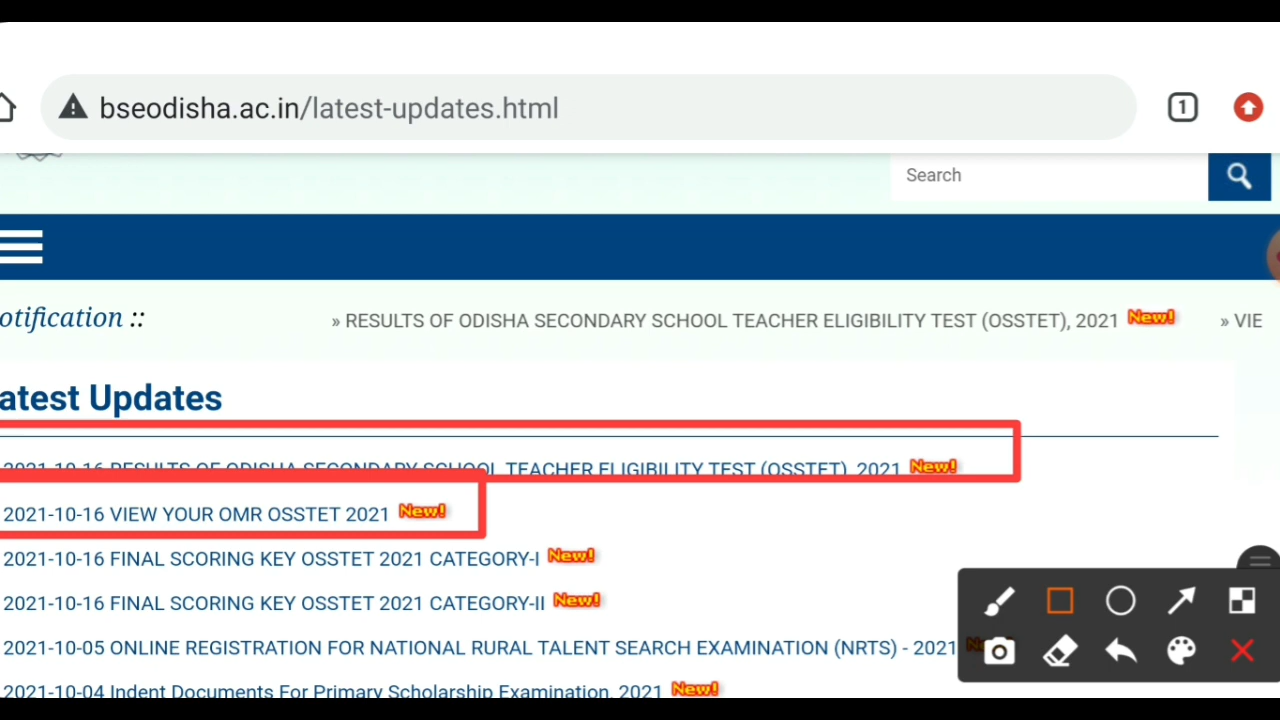 bseodisha.ac.in/latest-updates.html
1
Search
otification ::
» RESULTS OF ODISHA SECONDARY SCHOOL TEACHER ELIGIBILITY TEST (OSSTET), 2021 New!
» VIE
atest Updates
2021-10-16 RESULTS OF ODISHA SECONDARY SCHOOL TEACHER ELIGIBILITY TEST (OSSTET), 2021 New!
2021-10-16 VIEW YOUR OMR OSSTET 2021 New!
2021-10-16 FINAL SCORING KEY OSSTET 2021 CATEGORY-I New!
2021-10-16 FINAL SCORING KEY OSSTET 2021 CATEGORY-II New!
2021-10-05 ONLINE REGISTRATION FOR NATIONAL RURAL TALENT SEARCH EXAMINATION (NRTS) - 2021
2021-10-04 Indent Documents For Primary Scholarship Examination, 2021 New!